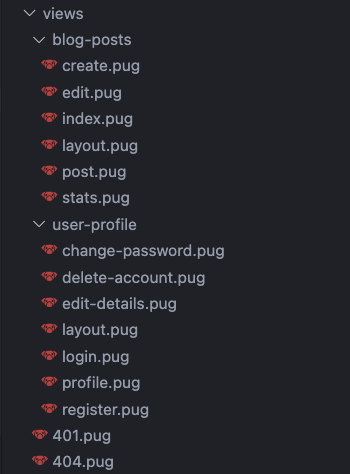 views
blog-posts
create.pug
edit.pug
index.pug
layout.pug
post.pug
stats.pug
user-profile
change-password.pug
delete-account.pug
edit-details.pug
layout.pug
login.pug
profile.pug
register.pug
401.pug
404.pug